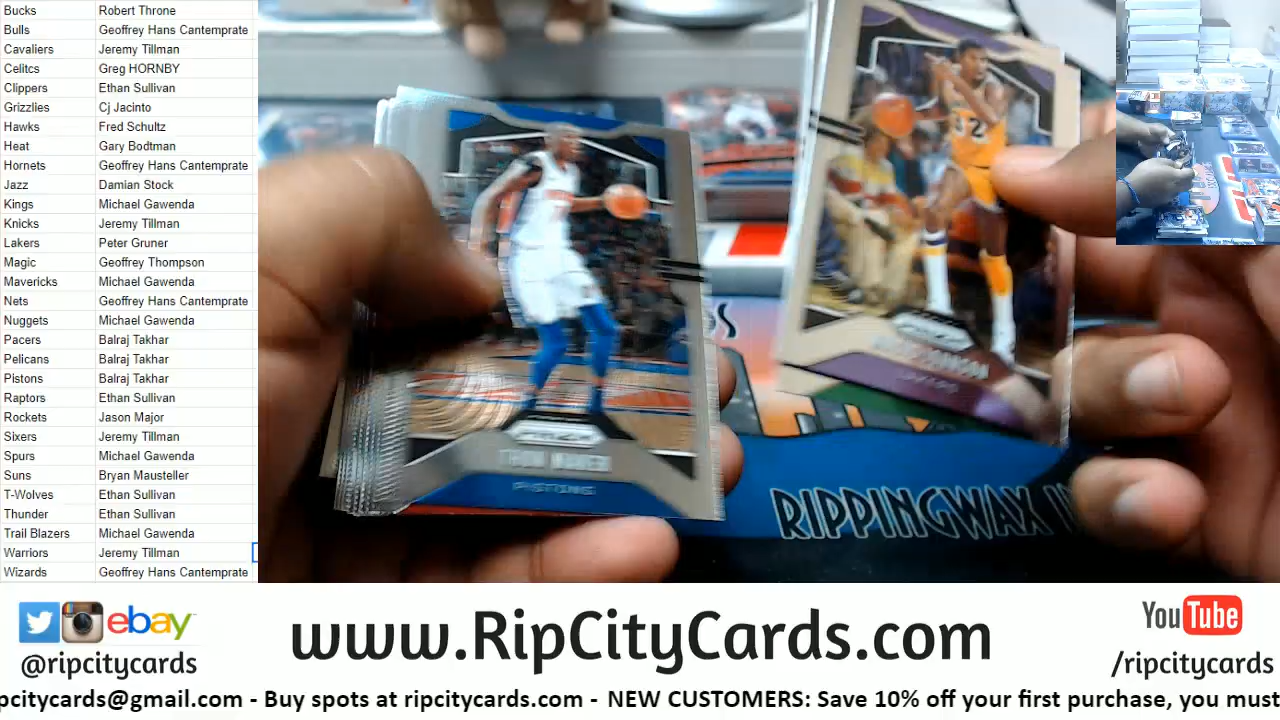 Bucks Robert Throne
Bulls Geoffrey Hans Cantemprate
Cavaliers Jeremy Tillman
Celitcs Greg HORNBY
Clippers Ethan Sullivan
Grizzlies Cj Jacinto
Hawks Fred Schultz
Heat Gary Bodtman
Hornets Geoffrey Hans Cantemprate
Jazz Damian Stock
Kings Michael Gawenda
Knicks Jeremy Tillman
Lakers Peter Gruner
Magic Geoffrey Thompson
Mavericks Michael Gawenda
Nets Geoffrey Hans Cantemprate
Nuggets Michael Gawenda
Pacers Balraj Takhar
Pelicans Balraj Takhar
Pistons Balraj Takhar
Raptors Ethan Sullivan
Rockets Jason Major
Sixers Jeremy Tillman
Spurs Michael Gawenda
Suns Bryan Mausteller
T-Wolves Ethan Sullivan
Thunder Ethan Sullivan
Trail Blazers Michael Gawenda
Warriors Jeremy Tillman
Wizards Geoffrey Hans Cantemprate
32
PRIZM
THON MAKER
PISTONS
LAKERS
RIPPINGWAX
ebay
@ripcitycards
www.RipCityCards.com
YouTube
/ripcitycards
pcitycards@gmail.com - Buy spots at ripcitycards.com - NEW CUSTOMERS: Save 10% off your first purchase, you must